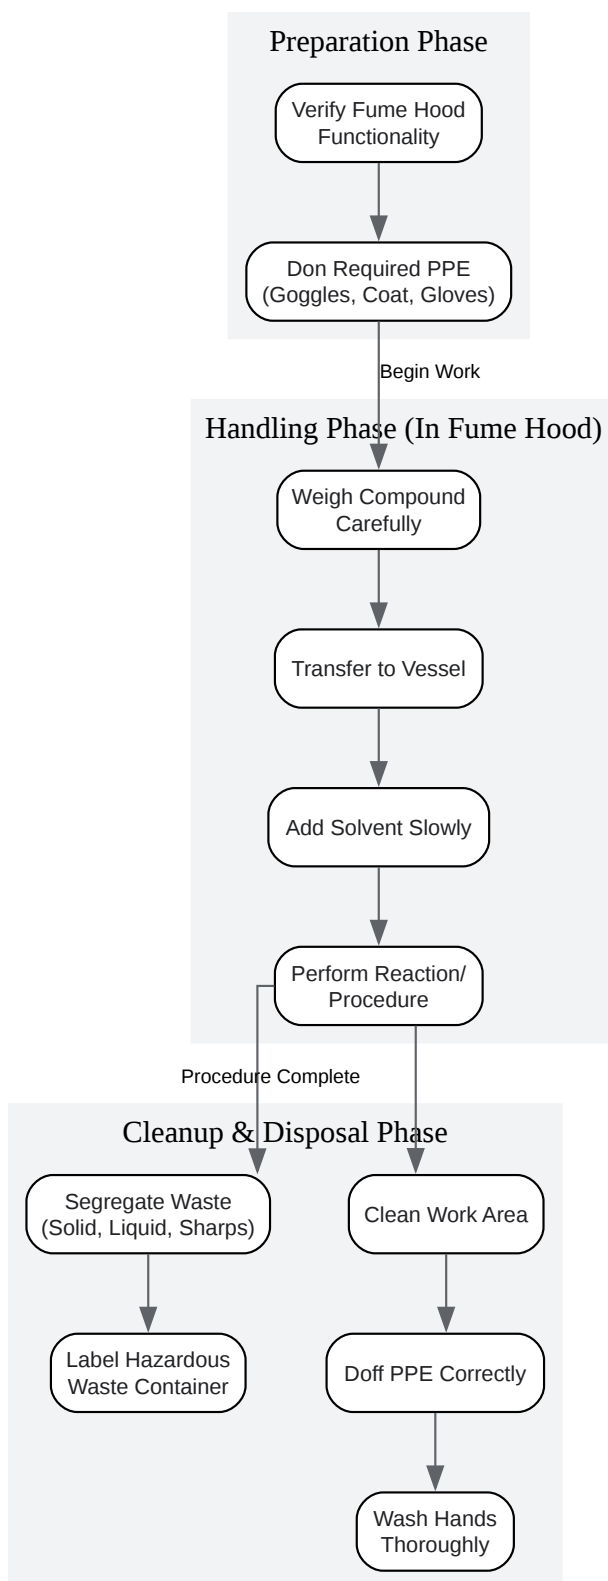 Preparation Phase
Verify Fume Hood
Functionality
Don Required PPE
(Goggles, Coat, Gloves)
Begin Work
Handling Phase (In Fume Hood)
Weigh Compound
Carefully
Transfer to Vessel
Add Solvent Slowly
Perform Reaction/
Procedure
Procedure Complete
Cleanup & Disposal Phase
Segregate Waste
(Solid, Liquid, Sharps)
Clean Work Area
Label Hazardous
Waste Container
Doff PPE Correctly
Wash Hands
Thoroughly